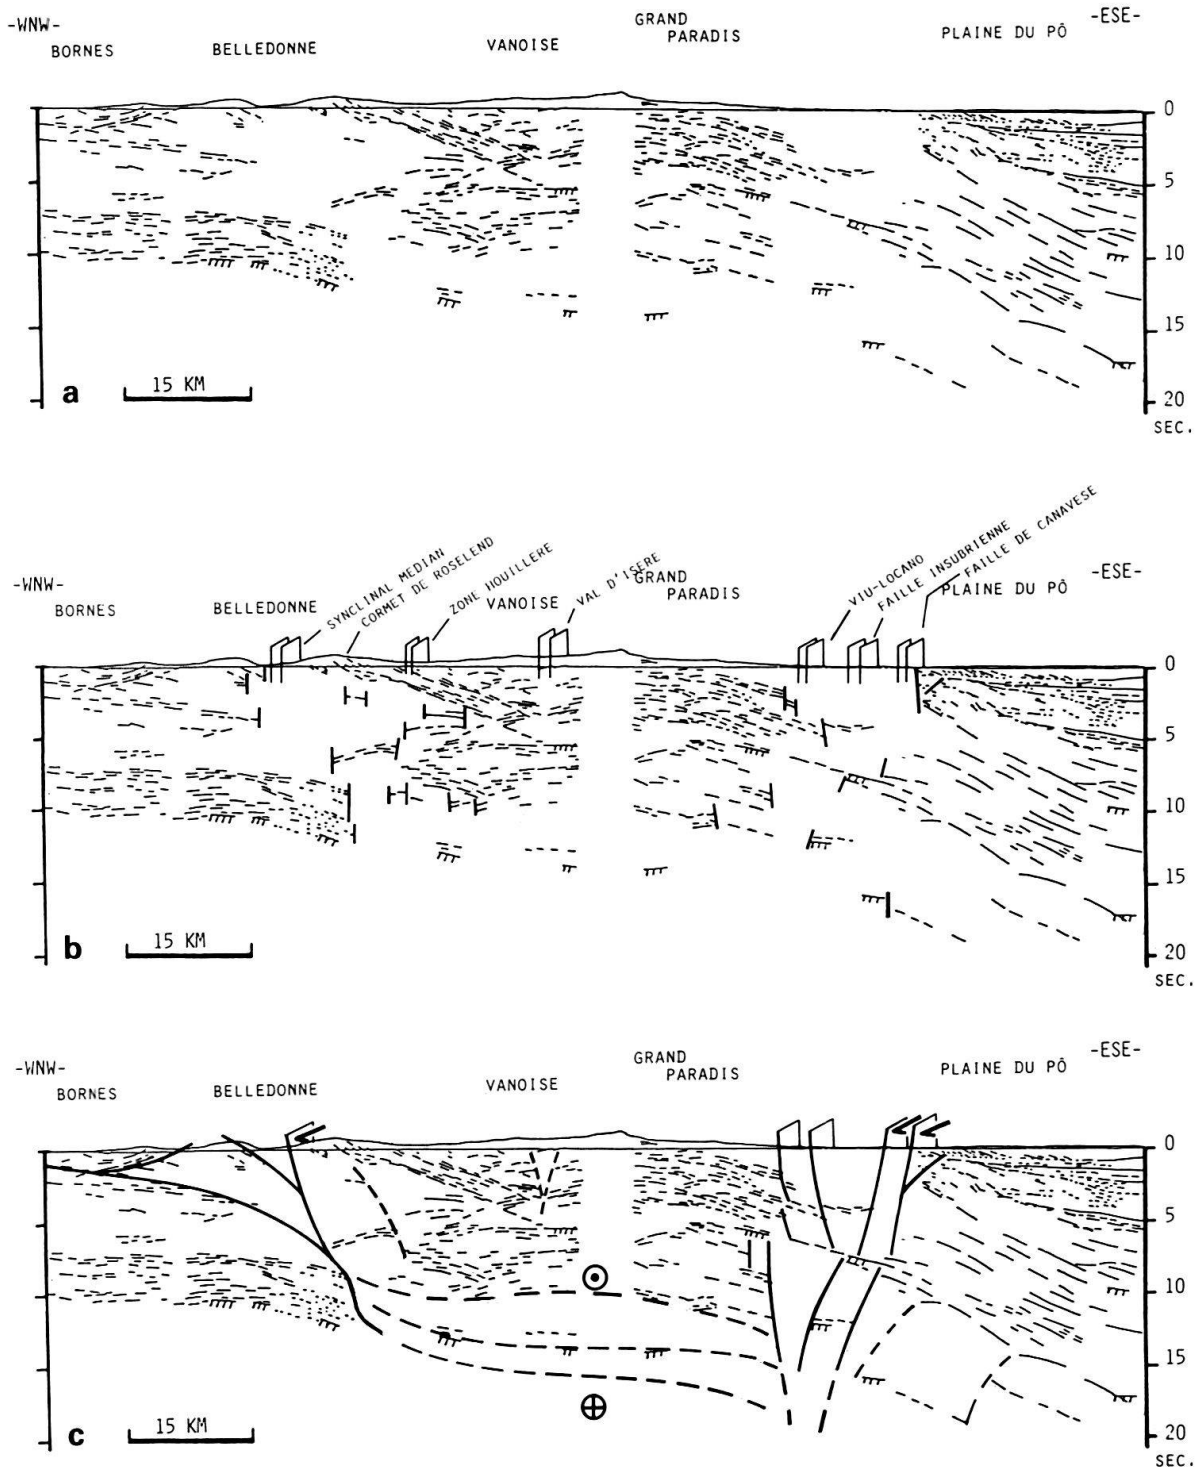 -WNW-
BORNES
BELLEDONNE
VANOISE
GRAND
PARADIS
PLAINE DU PÔ
-ESE-
0
5
10
15
20
SEC.
15 KM
a
SYNCLINAL MEDIAN
CORMET DE ROSELEND
ZONE HOUILLERE
VAL D'ISERE
VIU-LOCANO
FAILLE INSUBRIENNE
FAILLE DE CANAVESE
-WNW-
BORNES
BELLEDONNE
VANOISE
GRAND
PARADIS
PLAINE DU PÔ
-ESE-
0
5
10
15
20
SEC.
15 KM
b
-WNW-
BORNES
BELLEDONNE
VANOISE
GRAND
PARADIS
PLAINE DU PÔ
-ESE-
0
5
10
15
20
SEC.
15 KM
c